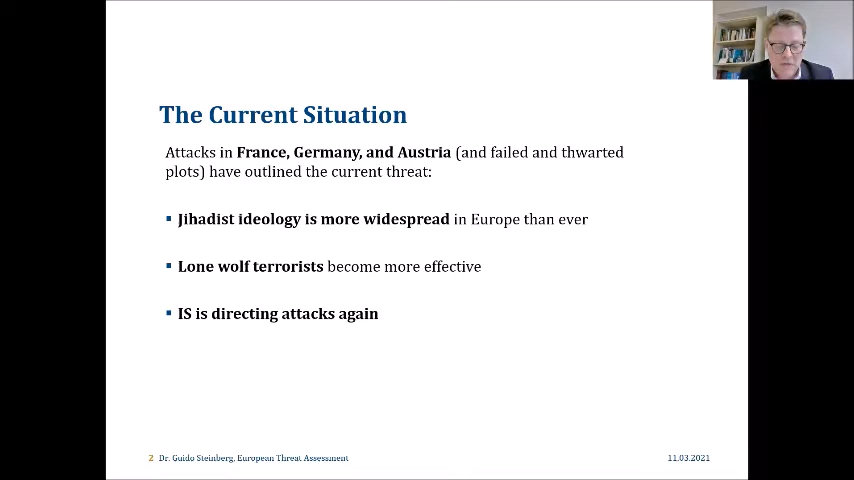 The Current Situation
Attacks in France, Germany, and Austria (and failed and thwarted
plots) have outlined the current threat:
▪ Jihadist ideology is more widespread in Europe than ever
▪ Lone wolf terrorists become more effective
▪ IS is directing attacks again
2 Dr. Guido Steinberg, European Threat Assessment
11.03.2021